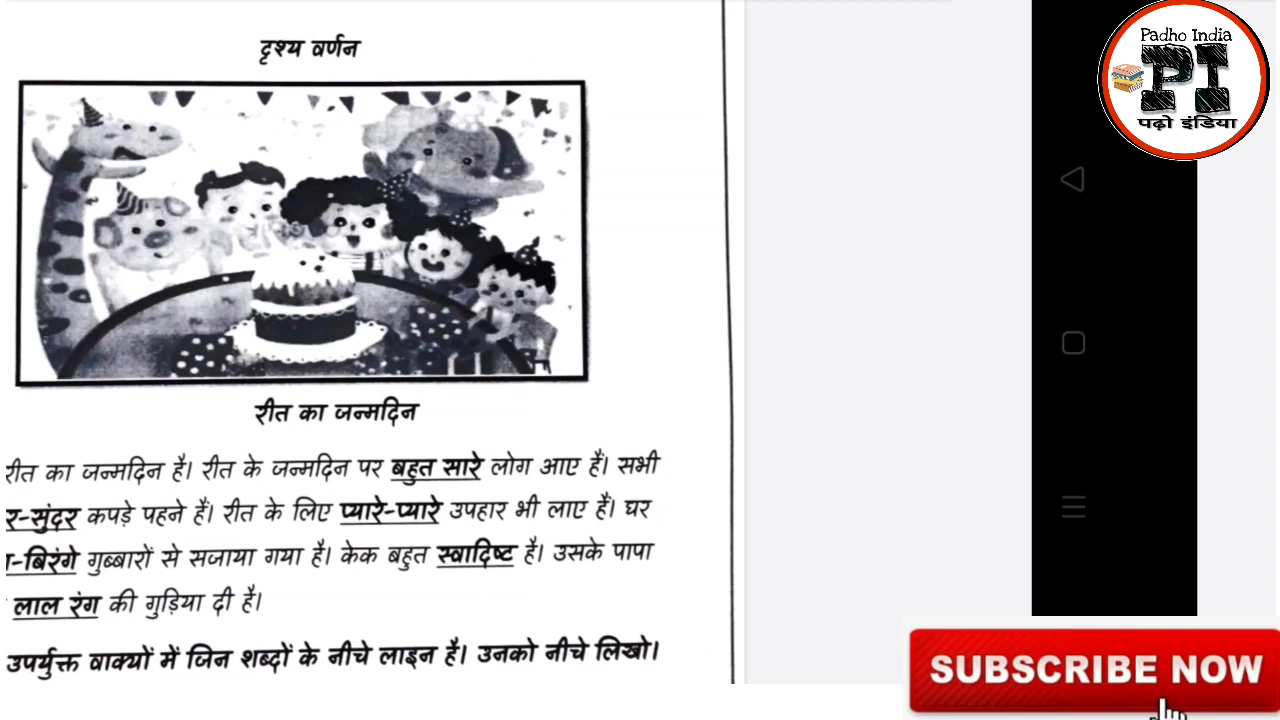 दृश्य वर्णन
रीत का जन्मदिन
रीत का जन्मदिन है। रीत के जन्मदिन पर बहुत सारे लोग आए हैं। सभी
र-सुंदर कपड़े पहने हैं। रीत के लिए प्यारे-प्यारे उपहार भी लाए हैं। घर
-बिरंगे गुब्बारों से सजाया गया है। केक बहुत स्वादिष्ट है। उसके पापा
लाल रंग की गुड़िया दी है।
उपर्युक्त वाक्यों में जिन शब्दों के नीचे लाइन है। उनको नीचे लिखो।
Padho India
PI
पढ़ो इंडिया
SUBSCRIBE NOW